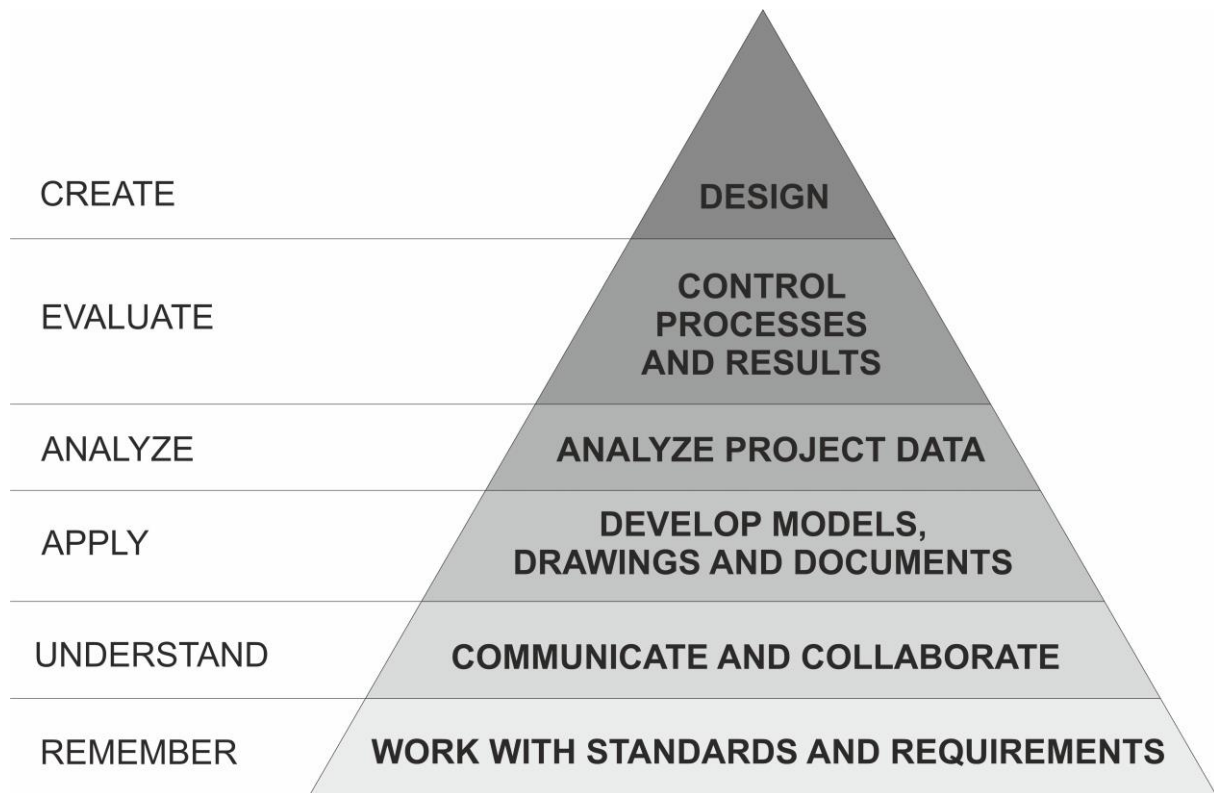 CREATE
DESIGN
EVALUATE
CONTROL
PROCESSES
AND RESULTS
ANALYZE
ANALYZE PROJECT DATA
APPLY
DEVELOP MODELS,
DRAWINGS AND DOCUMENTS
UNDERSTAND
COMMUNICATE AND COLLABORATE
REMEMBER
WORK WITH STANDARDS AND REQUIREMENTS